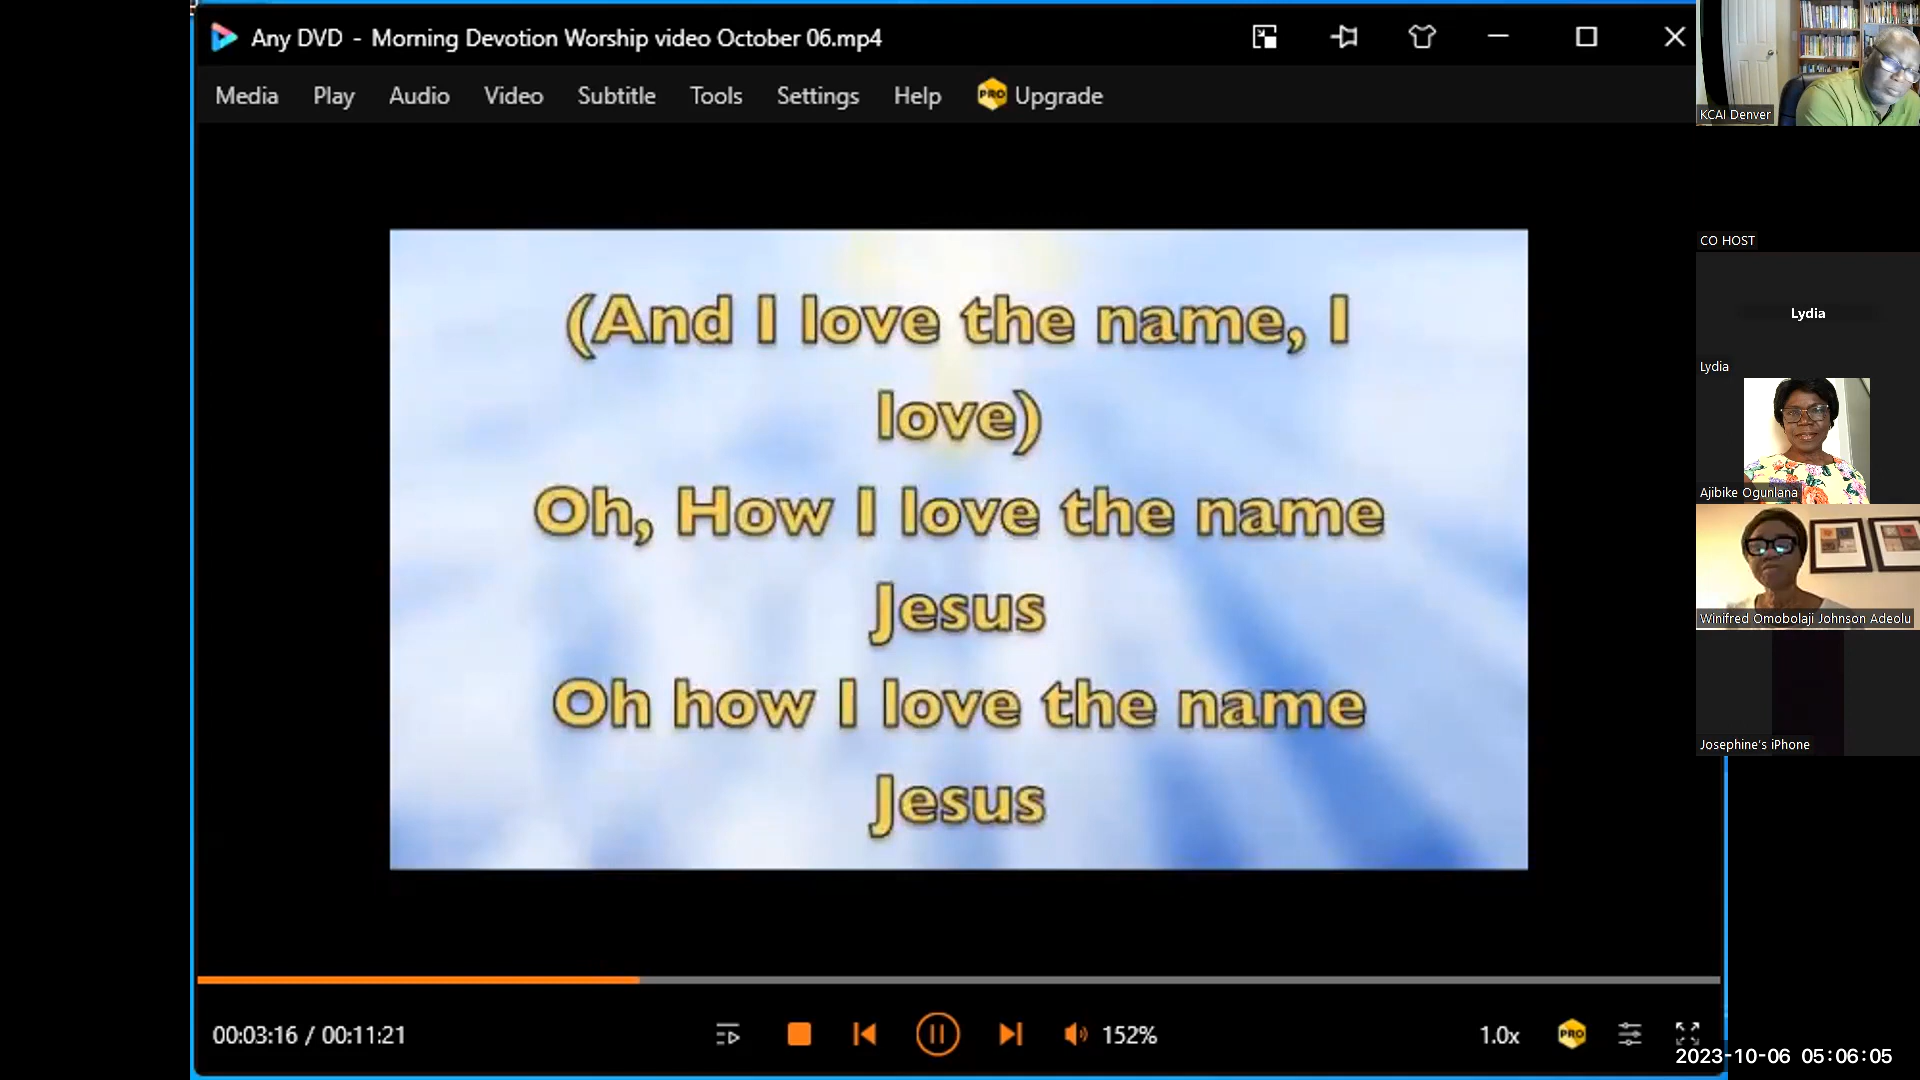 Any DVD - Morning Devotion Worship video October 06.mp4
Media Play Audio Video Subtitle Tools Settings Help PRO Upgrade
KCAI Denver
CO HOST
Lydia
Lydia
Ajibike Ogunlana
Winifred Omobolaji Johnson Adeolu
Josephine's iPhone
(And I love the name, I
love)
Oh, How I love the name
Jesus
Oh how I love the name
Jesus
00:03:16 / 00:11:21
152%
1.0x
PRO
2023-10-06 05:06:05